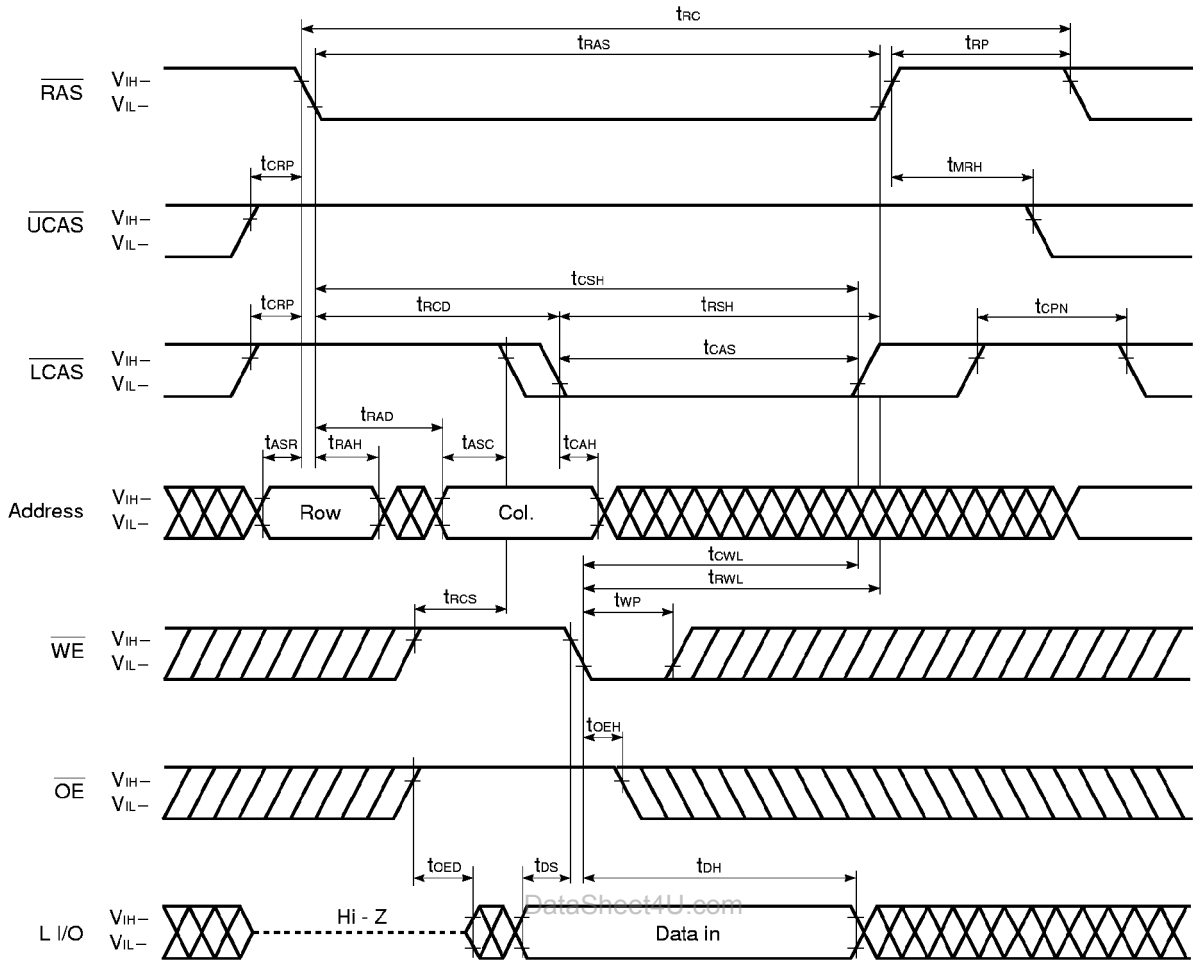 tRC
tRAS
tRP
RAS
VIH–
VIL–
tCRP
tMRH
UCAS
VIH–
VIL–
tCSH
tCRP
tRCD
tRSH
tCPN
LCAS
VIH–
VIL–
tCAS
tRAD
tASR
tRAH
tASC
tCAH
Address
VIH–
VIL–
Row
Col.
tCWL
tRWL
tRCS
tWP
WE
VIH–
VIL–
tOEH
OE
VIH–
VIL–
tOED
tDS
tDH
DataSheet4U.com
L I/O
VIH–
VIL–
Hi - Z
Data in